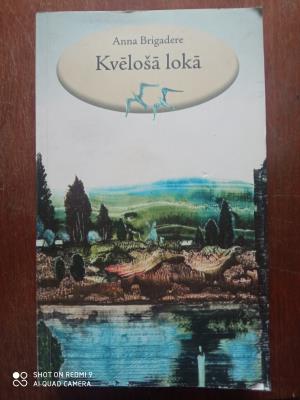 Anna Brigadere
Kvēlošā lokā
SHOT ON REDMI 9
AI QUAD CAMERA